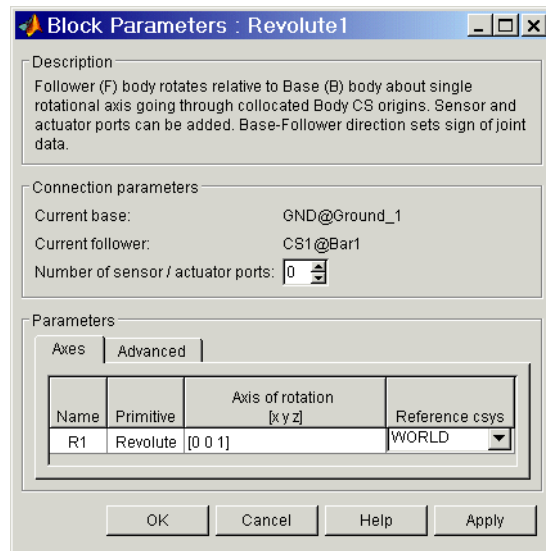 Block Parameters : Revolute1
Description
Follower (F) body rotates relative to Base (B) body about single
rotational axis going through collocated Body CS origins. Sensor and
actuator ports can be added. Base-Follower direction sets sign of joint
data.
Connection parameters
Current base: GND@Ground_1
Current follower: CS1@Bar1
Number of sensor / actuator ports: 0
Parameters
Axes Advanced
Name Primitive Axis of rotation [x y z] Reference csys
R1 Revolute [0 0 1] WORLD
OK Cancel Help Apply